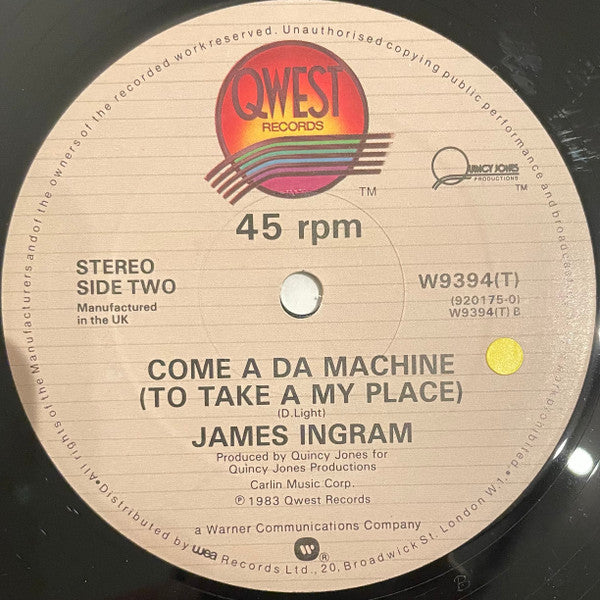 All rights of the Manufacturers and of the owners of the recorded work reserved. Unauthorised copying public performance and broadcasting prohibited.
QWEST
RECORDS
TM
QUINCY JONES
PRODUCTIONS
TM
45 rpm
STEREO
SIDE TWO
Manufactured
in the UK
W9394(T)
(920175-0)
W9394(T) B
COME A DA MACHINE
(TO TAKE A MY PLACE)
(D.Light)
JAMES INGRAM
Produced by Quincy Jones for
Quincy Jones Productions
Carlin Music Corp.
℗ 1983 Qwest Records
a Warner Communications Company
®
•Distributed by wea Records Ltd., 20, Broadwick St. London W.1.•
B